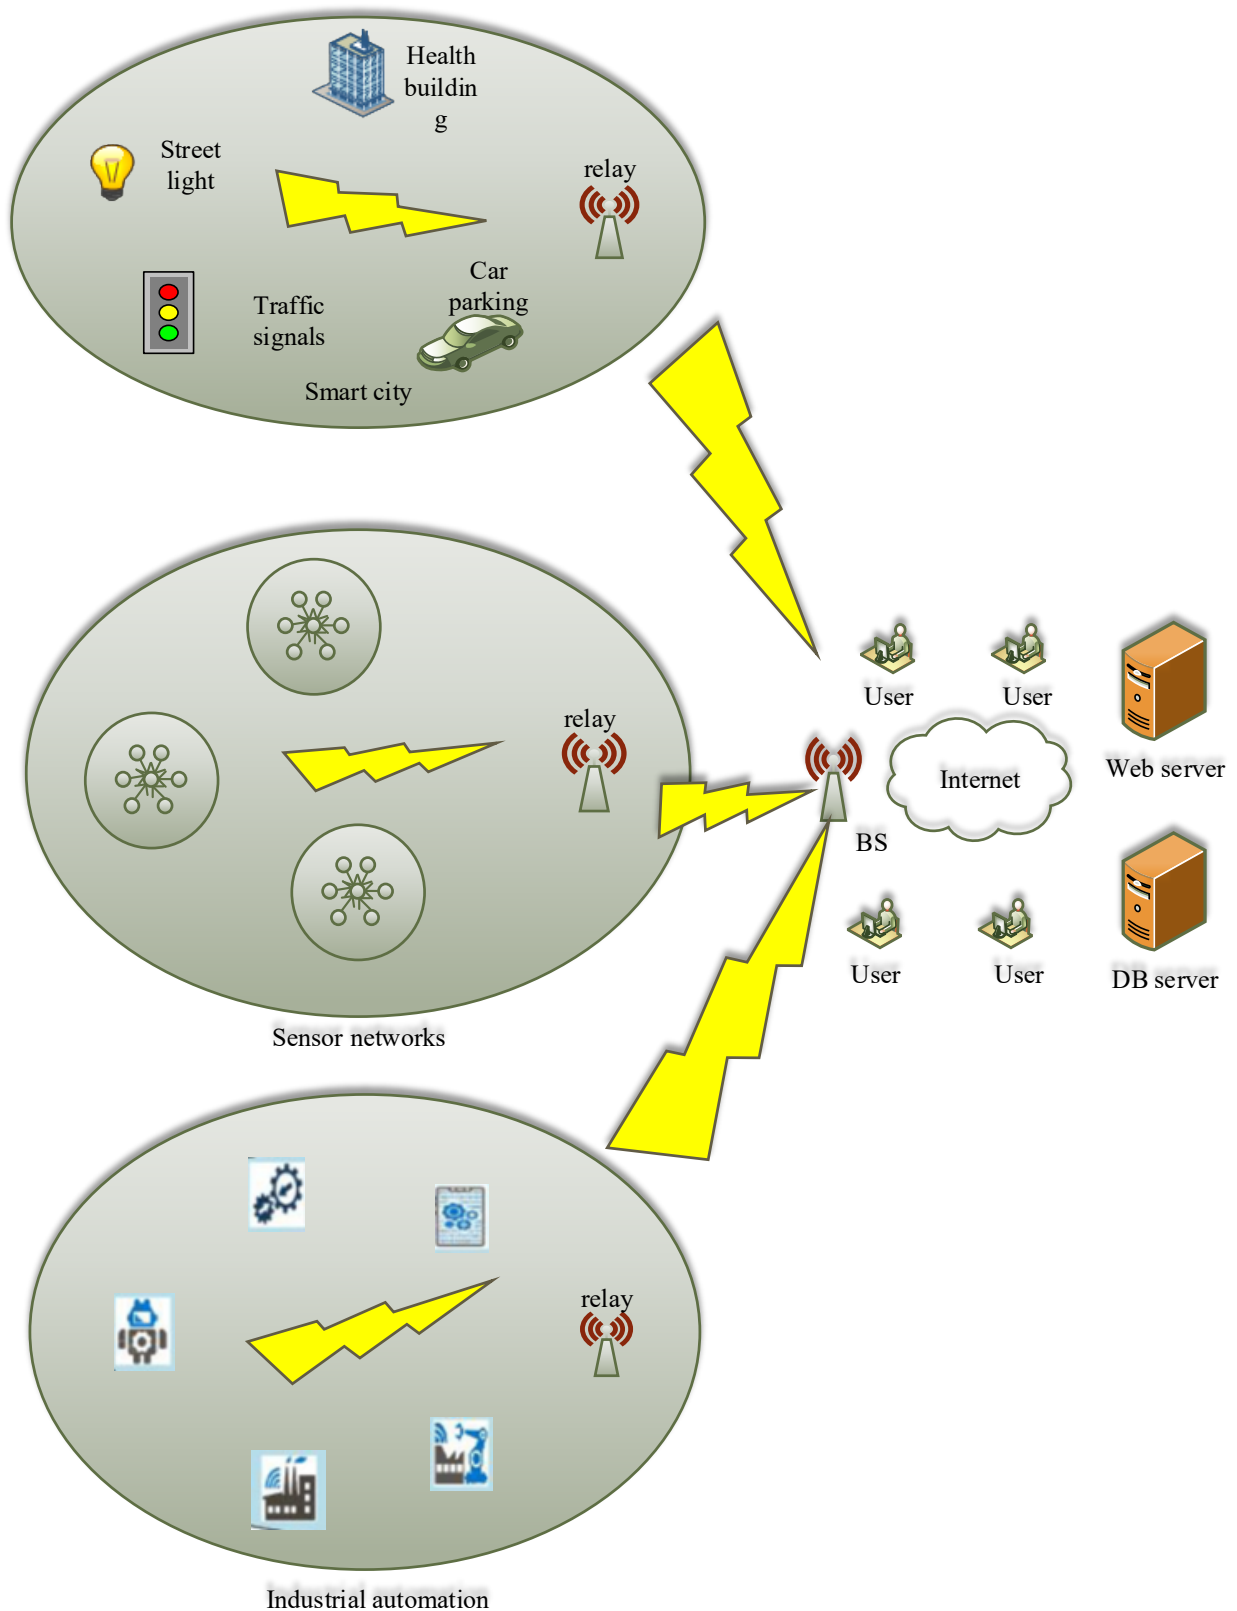 Health
buildin
g
Street
light
relay
Car
parking
Traffic
signals
Smart city
relay
Sensor networks
User
User
Web server
Internet
BS
User
User
DB server
relay
Industrial automation